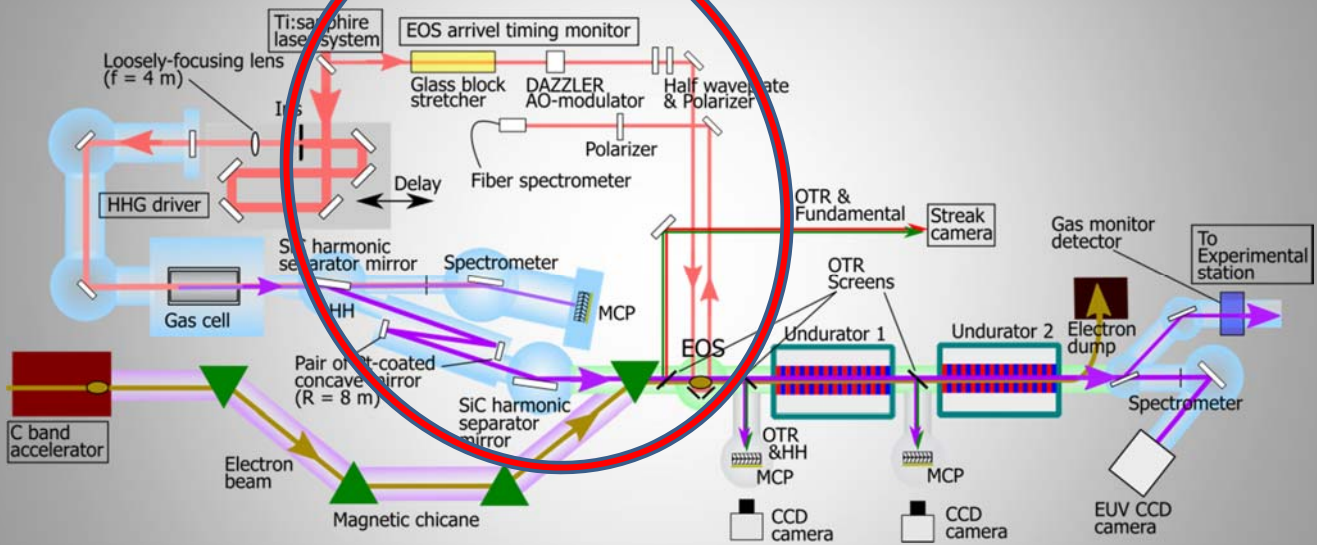 Ti:sapphire
laser system
EOS arrivel timing monitor
Loosely-focusing lens
(f = 4 m)
Iris
Glass block
stretcher
DAZZLER
AO-modulator
Half waveplate
& Polarizer
Polarizer
Fiber spectrometer
Delay
HHG driver
OTR &
Fundamental
Streak
camera
Gas monitor
detector
To
Experimental
station
SiC harmonic
separator mirror
Spectrometer
OTR
Screens
HH
MCP
Gas cell
Undurator 1
Undurator 2
Electron
dump
EOS
Pair of Pt-coated
concave mirror
(R = 8 m)
SiC harmonic
separator
mirror
Spectrometer
C band
accelerator
OTR
&HH
MCP
MCP
Electron
beam
Magnetic chicane
CCD
camera
CCD
camera
EUV CCD
camera